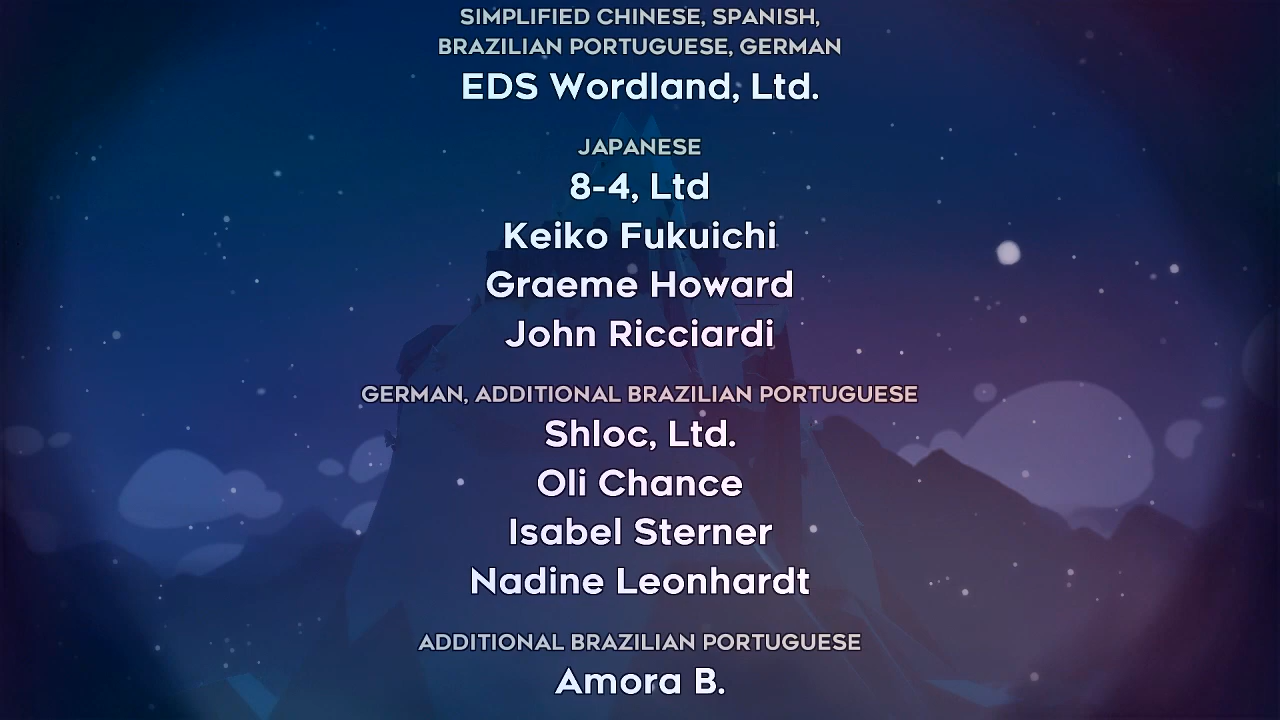 SIMPLIFIED CHINESE, SPANISH,
BRAZILIAN PORTUGUESE, GERMAN
EDS Wordland, Ltd.
JAPANESE
8-4, Ltd
Keiko Fukuichi
Graeme Howard
John Ricciardi
GERMAN, ADDITIONAL BRAZILIAN PORTUGUESE
Shloc, Ltd.
Oli Chance
Isabel Sterner
Nadine Leonhardt
ADDITIONAL BRAZILIAN PORTUGUESE
Amora B.